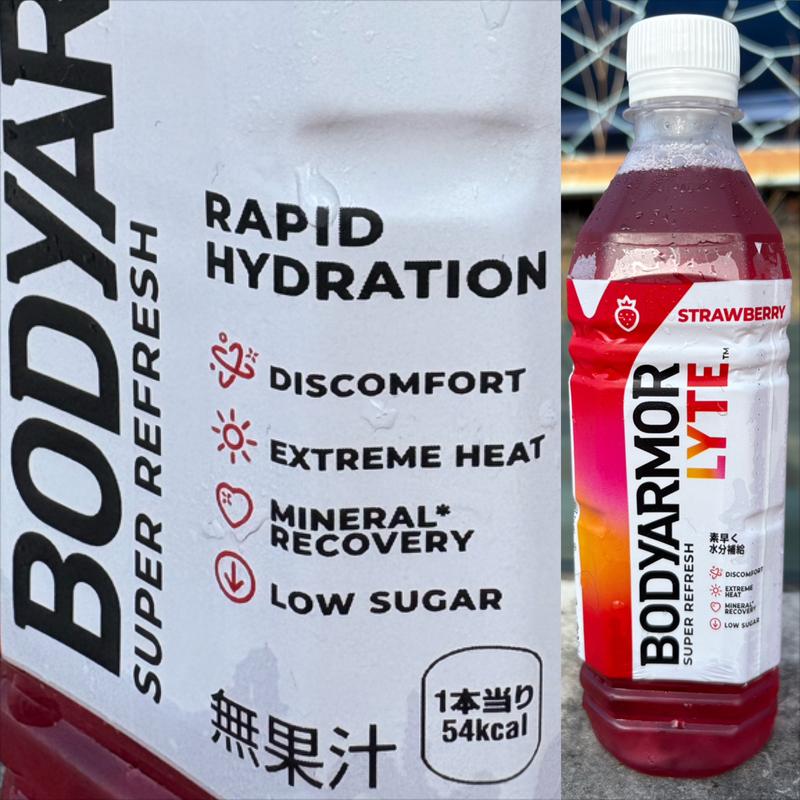 BODYAR
SUPER REFRESH
RAPID
HYDRATION
DISCOMFORT
EXTREME HEAT
MINERAL*
RECOVERY
LOW SUGAR
無果汁
1本当り
54kcal
STRAWBERRY
BODYARMOR
LYTE™
SUPER REFRESH
素早く
水分補給
DISCOMFORT
EXTREME
HEAT
MINERAL*
RECOVERY
LOW SUGAR